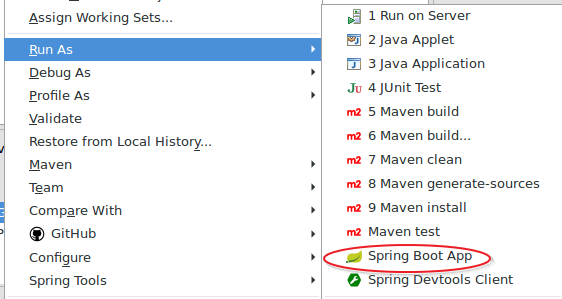 Assign Working Sets...
Run As
Debug As
Profile As
Validate
Restore from Local History...
Maven
Team
Compare With
GitHub
Configure
Spring Tools
1 Run on Server
2 Java Applet
3 Java Application
JU 4 JUnit Test
m2 5 Maven build
m2 6 Maven build...
m2 7 Maven clean
m2 8 Maven generate-sources
m2 9 Maven install
m2 Maven test
Spring Boot App
Spring Devtools Client